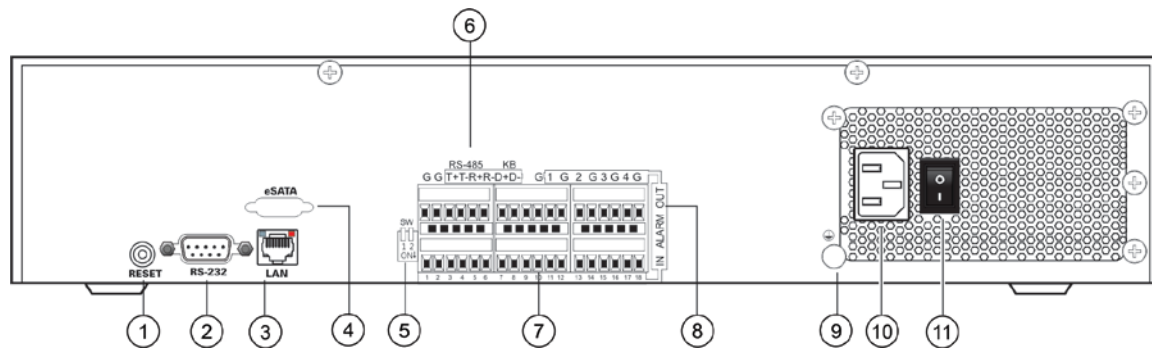 6
RS-485 KB
G G T+T-R+R-D+D- G 1 G 2 G 3 G 4 G
eSATA
SW
1 2
ON
RESET
RS-232
LAN
IN ALARM OUT
1 2 3 4 5 6 7 8 9 10 11 12 13 14 15 16 17 18
1 2 3 4 5 7 8 9 10 11